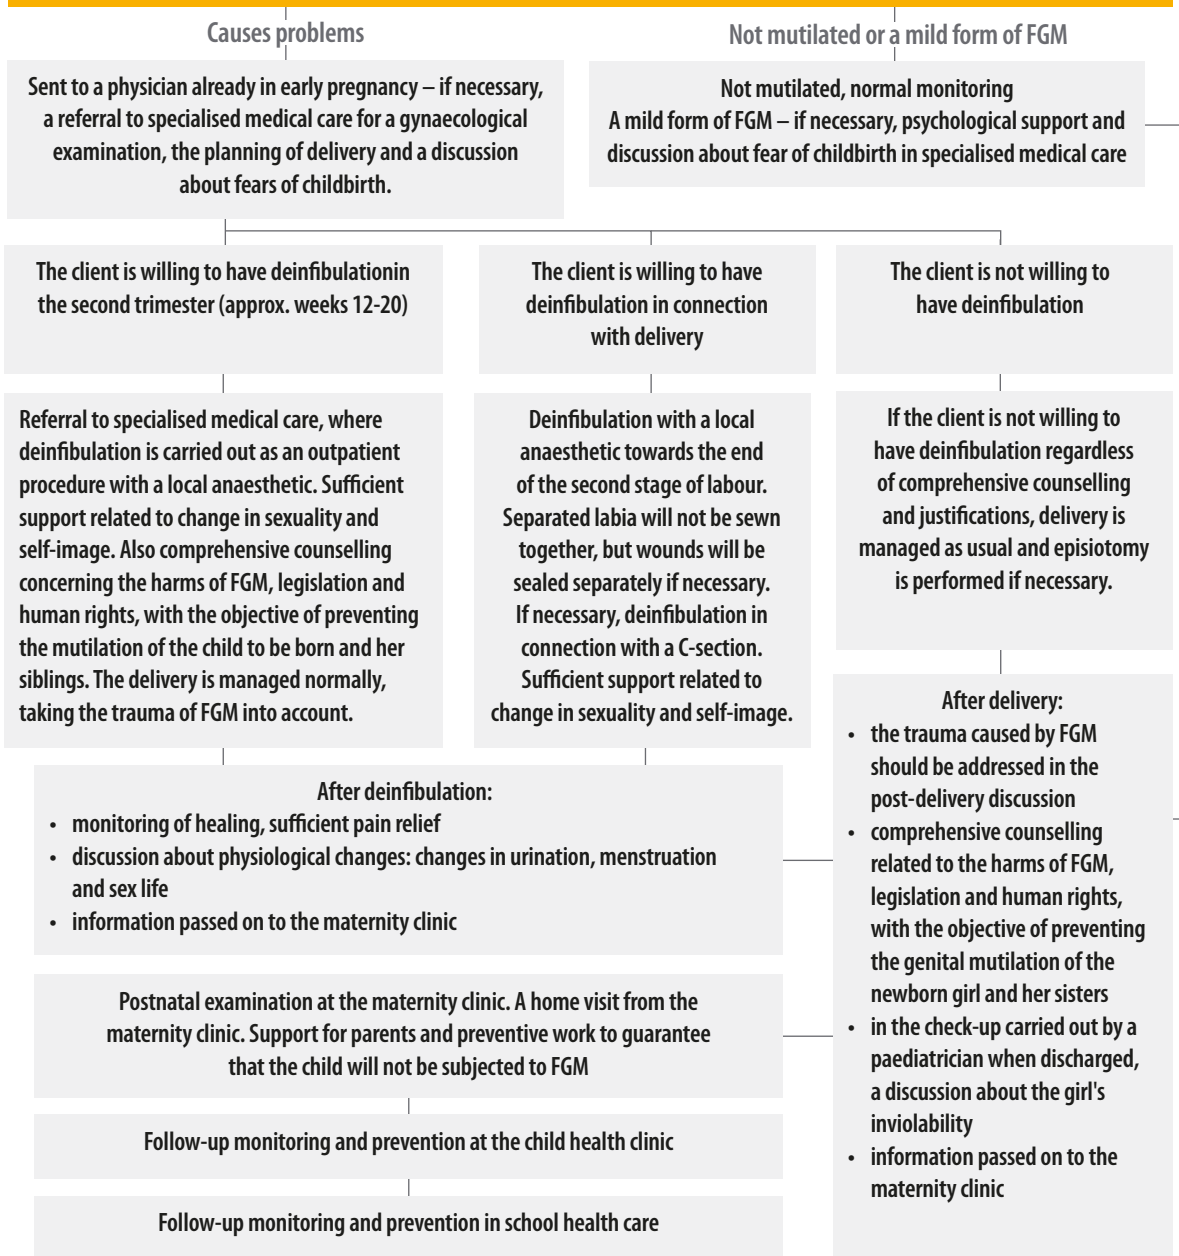 Causes problems
Not mutilated or a mild form of FGM
Sent to a physician already in early pregnancy – if necessary,
a referral to specialised medical care for a gynaecological
examination, the planning of delivery and a discussion
about fears of childbirth.
Not mutilated, normal monitoring
A mild form of FGM – if necessary, psychological support and
discussion about fear of childbirth in specialised medical care
The client is willing to have deinfibulationin
the second trimester (approx. weeks 12-20)
The client is willing to have
deinfibulation in connection
with delivery
The client is not willing to
have deinfibulation
Referral to specialised medical care, where
deinfibulation is carried out as an outpatient
procedure with a local anaesthetic. Sufficient
support related to change in sexuality and
self-image. Also comprehensive counselling
concerning the harms of FGM, legislation and
human rights, with the objective of preventing
the mutilation of the child to be born and her
siblings. The delivery is managed normally,
taking the trauma of FGM into account.
Deinfibulation with a local
anaesthetic towards the end
of the second stage of labour.
Separated labia will not be sewn
together, but wounds will be
sealed separately if necessary.
If necessary, deinfibulation in
connection with a C-section.
Sufficient support related to
change in sexuality and self-image.
If the client is not willing to
have deinfibulation regardless
of comprehensive counselling
and justifications, delivery is
managed as usual and episiotomy
is performed if necessary.
After deinfibulation:
• monitoring of healing, sufficient pain relief
• discussion about physiological changes: changes in urination, menstruation
and sex life
• information passed on to the maternity clinic
After delivery:
• the trauma caused by FGM
should be addressed in the
post-delivery discussion
• comprehensive counselling
related to the harms of FGM,
legislation and human rights,
with the objective of preventing
the genital mutilation of the
newborn girl and her sisters
• in the check-up carried out by a
paediatrician when discharged,
a discussion about the girl's
inviolability
• information passed on to the
maternity clinic
Postnatal examination at the maternity clinic. A home visit from the
maternity clinic. Support for parents and preventive work to guarantee
that the child will not be subjected to FGM
Follow-up monitoring and prevention at the child health clinic
Follow-up monitoring and prevention in school health care